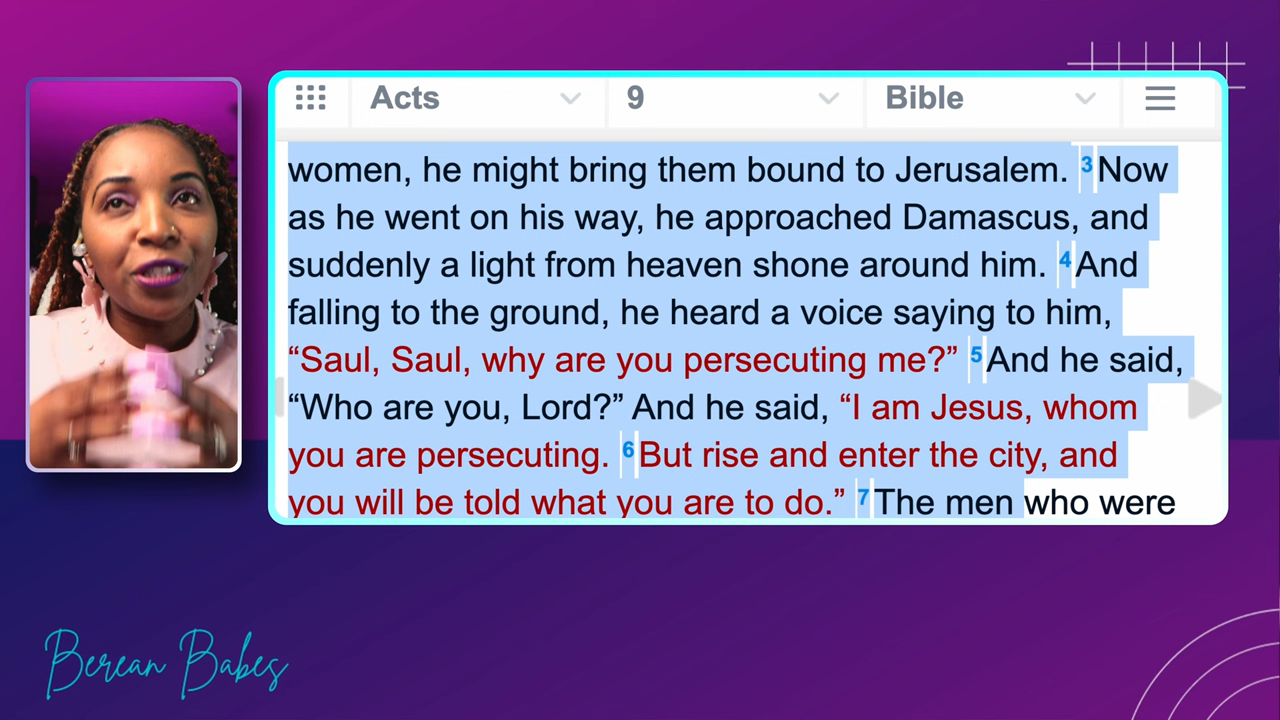 Acts 9 Bible
women, he might bring them bound to Jerusalem. 3 Now
as he went on his way, he approached Damascus, and
suddenly a light from heaven shone around him. 4 And
falling to the ground, he heard a voice saying to him,
“Saul, Saul, why are you persecuting me?” 5 And he said,
“Who are you, Lord?” And he said, “I am Jesus, whom
you are persecuting. 6 But rise and enter the city, and
you will be told what you are to do.” 7 The men who were
Berean Babes